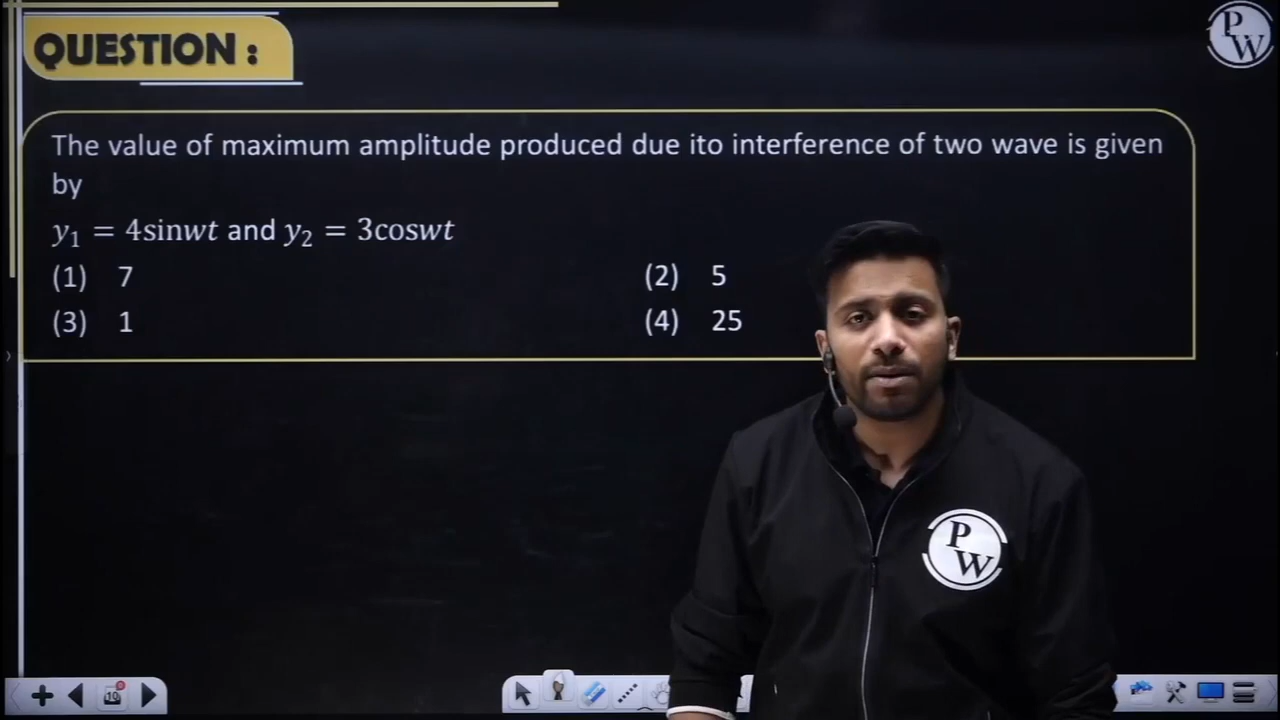 QUESTION :
PW
The value of maximum amplitude produced due ito interference of two wave is given
by
y₁ = 4sinwt and y₂ = 3coswt
(1) 7
(2) 5
(3) 1
(4) 25
PW
10